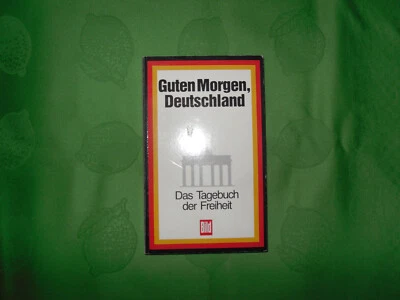 Guten Morgen,
Deutschland
Das Tagebuch
der Freiheit
Bild